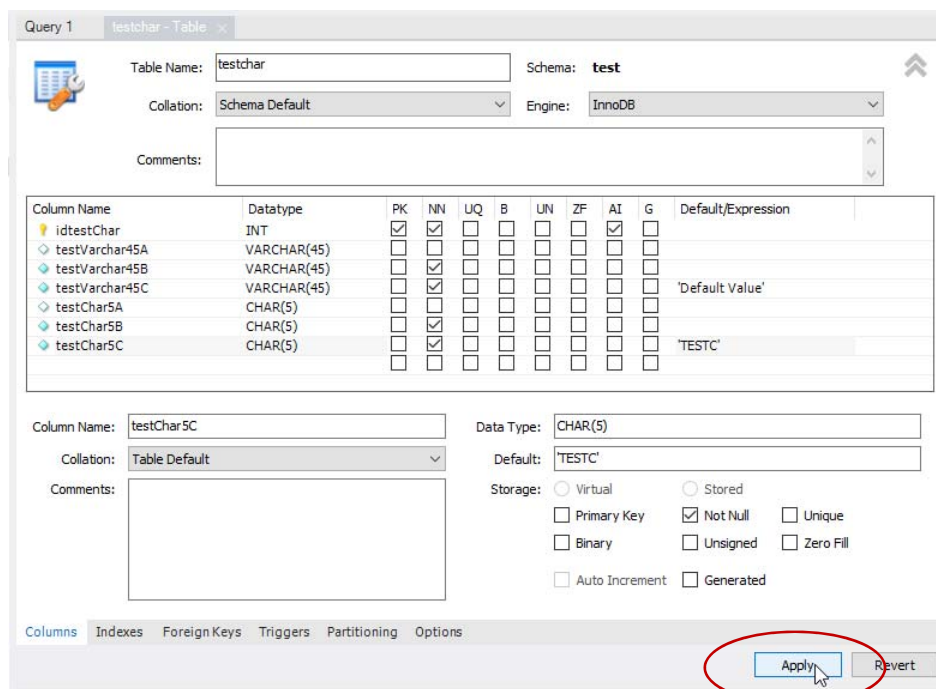 Query 1 testchar - Table ×
Table Name: testchar Schema: test
Collation: Schema Default Engine: InnoDB
Comments:
Column Name Datatype PK NN UQ B UN ZF AI G Default/Expression
idtestChar INT
testVarchar45A VARCHAR(45)
testVarchar45B VARCHAR(45)
testVarchar45C VARCHAR(45) 'Default Value'
testChar5A CHAR(5)
testChar5B CHAR(5)
testChar5C CHAR(5) 'TESTC'
Column Name: testChar5C Data Type: CHAR(5)
Collation: Table Default Default: 'TESTC'
Comments: Storage: Virtual Stored
Primary Key Not Null Unique
Binary Unsigned Zero Fill
Auto Increment Generated
Columns Indexes Foreign Keys Triggers Partitioning Options
Apply Revert